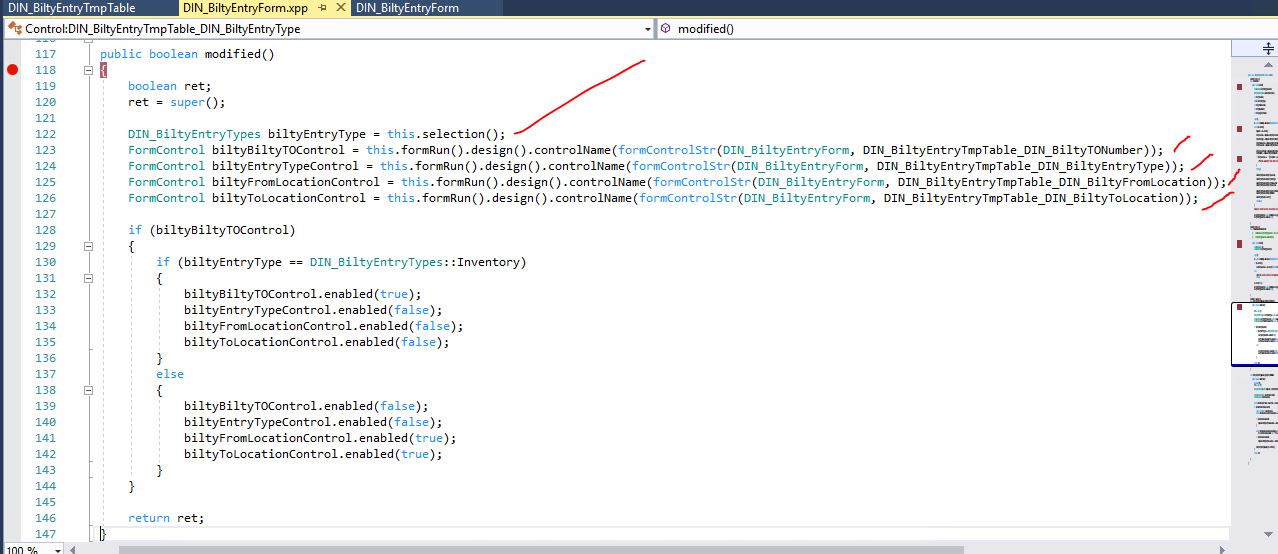 DIN_BiltyEntryTmpTable DIN_BiltyEntryForm.xpp DIN_BiltyEntryForm
Control:DIN_BiltyEntryTmpTable_DIN_BiltyEntryType modified()
117 public boolean modified()
118 {
119 boolean ret;
120 ret = super();
121
122 DIN_BiltyEntryTypes biltyEntryType = this.selection();
123 FormControl biltyBiltyTOControl = this.formRun().design().controlName(formControlStr(DIN_BiltyEntryForm, DIN_BiltyEntryTmpTable_DIN_BiltyTONumber));
124 FormControl biltyEntryTypeControl = this.formRun().design().controlName(formControlStr(DIN_BiltyEntryForm, DIN_BiltyEntryTmpTable_DIN_BiltyEntryType));
125 FormControl biltyFromLocationControl = this.formRun().design().controlName(formControlStr(DIN_BiltyEntryForm, DIN_BiltyEntryTmpTable_DIN_BiltyFromLocation));
126 FormControl biltyToLocationControl = this.formRun().design().controlName(formControlStr(DIN_BiltyEntryForm, DIN_BiltyEntryTmpTable_DIN_BiltyToLocation));
127
128 if (biltyBiltyTOControl)
129 {
130 if (biltyEntryType == DIN_BiltyEntryTypes::Inventory)
131 {
132 biltyBiltyTOControl.enabled(true);
133 biltyEntryTypeControl.enabled(false);
134 biltyFromLocationControl.enabled(false);
135 biltyToLocationControl.enabled(false);
136 }
137 else
138 {
139 biltyBiltyTOControl.enabled(false);
140 biltyEntryTypeControl.enabled(false);
141 biltyFromLocationControl.enabled(true);
142 biltyToLocationControl.enabled(true);
143 }
144 }
145
146 return ret;
147 }
100 %